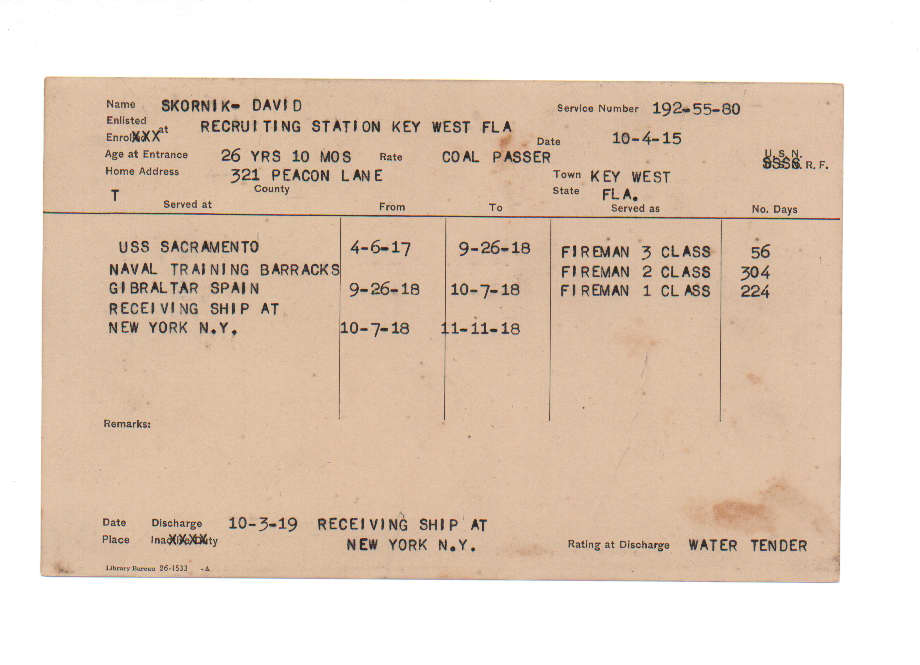 Name SKORNIK- DAVID Service Number 192-55-80
Enlisted
Enrolled at RECRUITING STATION KEY WEST FLA Date 10-4-15
Age at Entrance 26 YRS 10 MOS Rate COAL PASSER U.S.N.
R.F.
Home Address 321 PEACON LANE Town KEY WEST
T County State FLA.
Served at From To Served as No. Days
USS SACRAMENTO 4-6-17 9-26-18 FIREMAN 3 CLASS 56
NAVAL TRAINING BARRACKS FIREMAN 2 CLASS 304
GIBRALTAR SPAIN 9-26-18 10-7-18 FIREMAN 1 CLASS 224
RECEIVING SHIP AT
NEW YORK N.Y. 10-7-18 11-11-18
Remarks:
Date Discharge 10-3-19 RECEIVING SHIP AT
Place Inactive Duty NEW YORK N.Y. Rating at Discharge WATER TENDER
Library Bureau 26-1533 -A